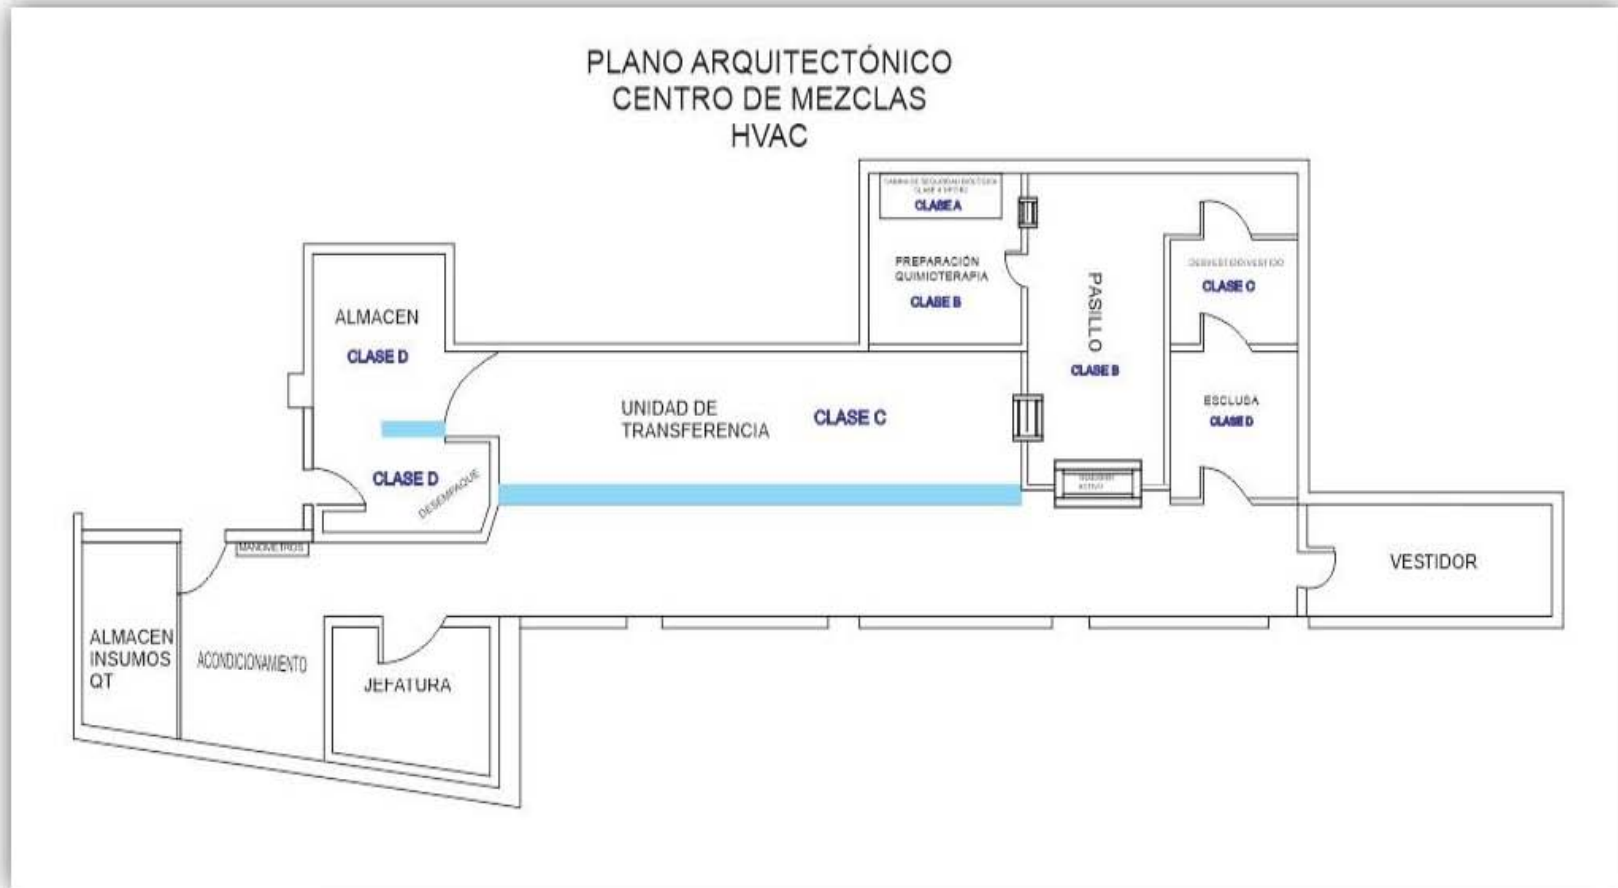 PLANO ARQUITECTÓNICO
CENTRO DE MEZCLAS
HVAC
CLASE A
PREPARACIÓN
QUIMIOTERAPIA
CLASE B
PASILLO
CLASE B
CLASE C
ESCLUSA
CLASE D
ALMACEN
CLASE D
UNIDAD DE
TRANSFERENCIA
CLASE C
CLASE D
DESEMPAQUE
MANOMETROS
VESTIDOR
ALMACEN
INSUMOS
QT
ACONDICIONAMIENTO
JEFATURA